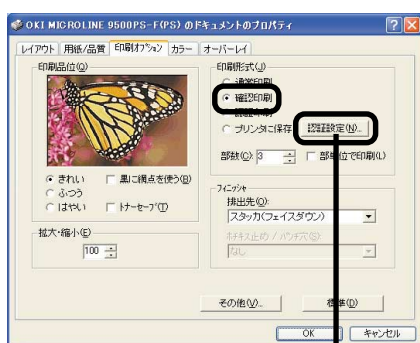 OKI MICROLINE 9500PS-F(PS) のドキュメントのプロパティ
レイアウト 用紙/品質 印刷オプション カラー オーバーレイ
印刷品位(Q)
きれい
ふつう
はやい
黒に網点を使う(B)
トナーセーブ(T)
拡大・縮小(E)
100
印刷形式(J)
通常印刷
確認印刷
認証印刷
プリンタに保存
認証設定(N)...
部数(C): 3
部単位で印刷(L)
フィニッシャ
排出先(O):
スタッカ(フェイスダウン)
ホチキス止め / パンチ穴(S):
なし
その他(V)...
標準(D)
OK キャンセル